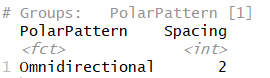 # Groups:   PolarPattern [1]
  PolarPattern    Spacing
  <fct>             <int>
1 Omnidirectional       2